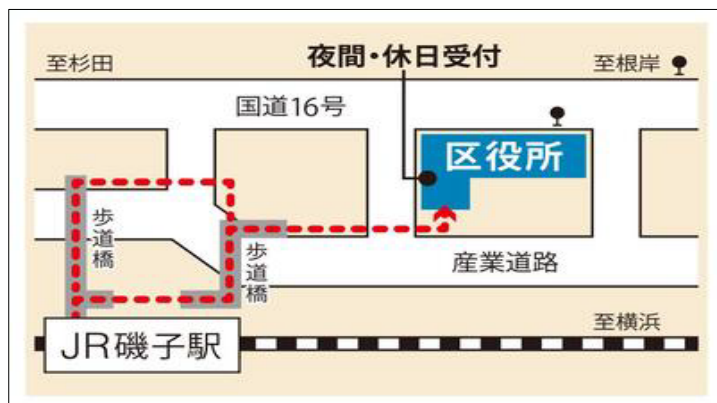 至杉田
夜間・休日受付
至根岸
国道16号
区役所
歩道橋
歩道橋
産業道路
至横浜
JR磯子駅